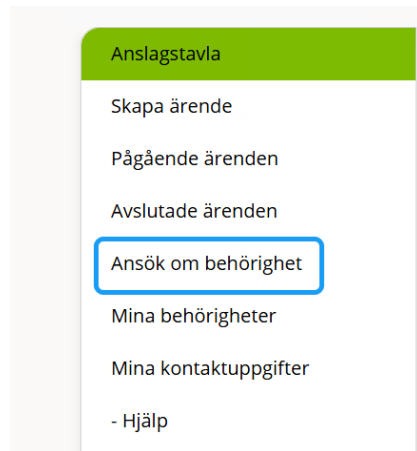 Anslagstavla
Skapa ärende
Pågående ärenden
Avslutade ärenden
Ansök om behörighet
Mina behörigheter
Mina kontaktuppgifter
- Hjälp